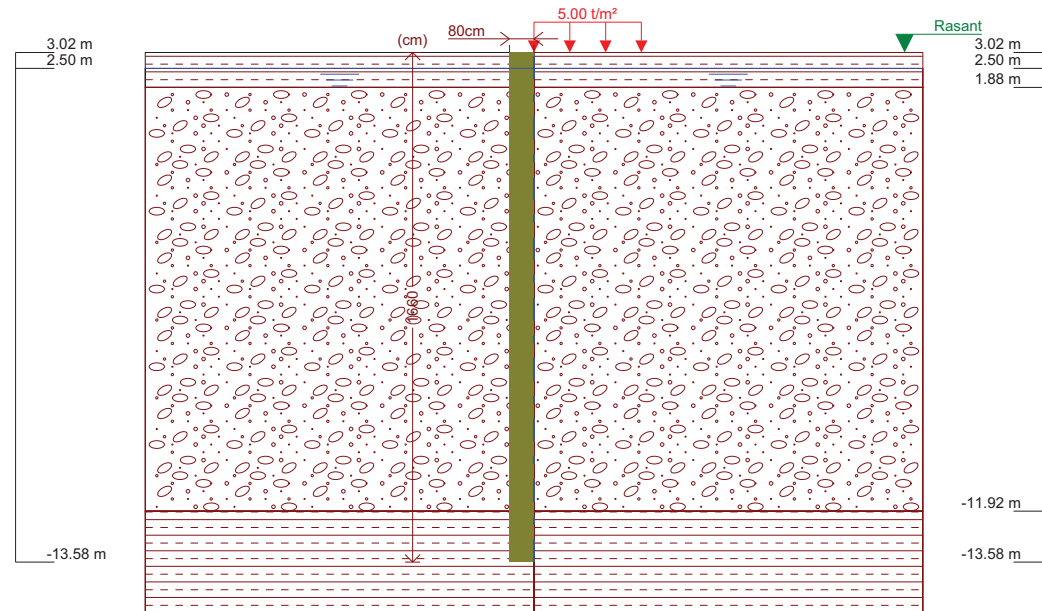 5.00 t/m²
Rasant
80cm
(cm)
3.02 m
3.02 m
2.50 m
2.50 m
1.88 m
1660
-11.92 m
-13.58 m
-13.58 m